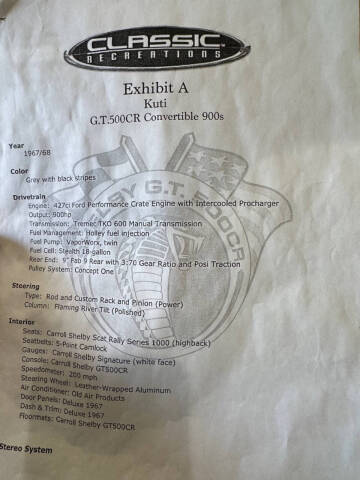 CLASSIC
RECREATIONS
Exhibit A
Kuti
G.T.500CR Convertible 900s
Year
1967/68
Color
Grey with black stripes
Drivetrain
Engine: 427ci Ford Performance Crate Engine with Intercooled Procharger
Output: 900hp
Transmission: Tremec TKO 600 Manual Transmission
Fuel Management: Holley fuel injection
Fuel Pump: VaporWorx, twin
Fuel Cell: Stealth 18-gallon
Rear End: 9" Fab 9 Rear with 3:70 Gear Ratio and Posi Traction
Pulley System: Concept One
Steering
Type: Rod and Custom Rack and Pinion (Power)
Column: Flaming River Tilt (Polished)
Interior
Seats: Carroll Shelby Scat Rally Series 1000 (highback)
Seatbelts: 5-Point Camlock
Gauges: Carroll Shelby Signature (white face)
Console: Carroll Shelby GT500CR
Speedometer: 200 mph
Steering Wheel: Leather-Wrapped Aluminum
Air Conditioner: Old Air Products
Door Panels: Deluxe 1967
Dash & Trim: Deluxe 1967
Floormats: Carroll Shelby GT500CR
Stereo System
SHELBY G.T. 500CR